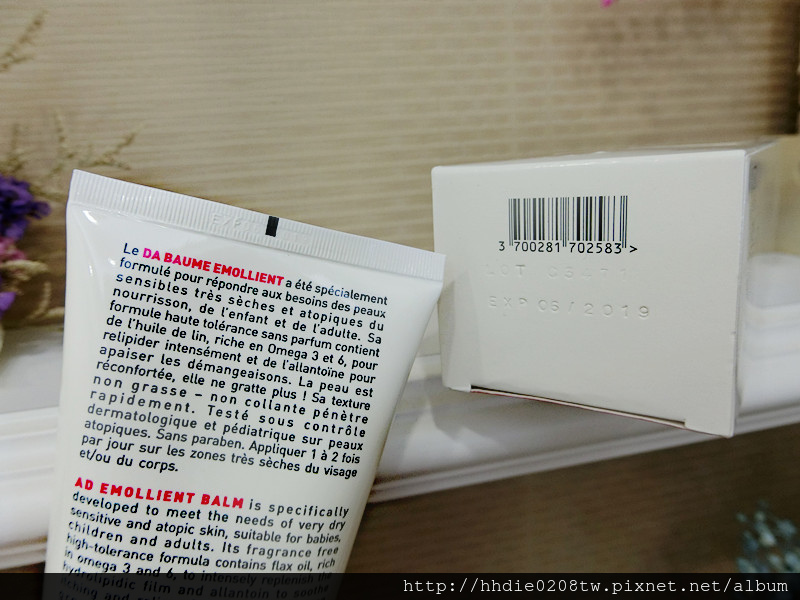 Le DA BAUME EMOLLIENT a été spécialement
formulé pour répondre aux besoins des peaux
sensibles très sèches et atopiques du
nourrisson, de l'enfant et de l'adulte. Sa
formule haute tolérance sans parfum contient
de l'huile de lin, riche en Omega 3 et 6, pour
relipider intensément et de l'allantoïne pour
apaiser les démangeaisons. La peau est
réconfortée, elle ne gratte plus ! Sa texture
non grasse – non collante pénètre
rapidement. Testé sous contrôle
dermatologique et pédiatrique sur peaux
atopiques. Sans paraben. Appliquer 1 à 2 fois
par jour sur les zones très sèches du visage
et/ou du corps.
AD EMOLLIENT BALM is specifically
developed to meet the needs of very dry
sensitive and atopic skin, suitable for babies,
children and adults. Its fragrance free
high-tolerance formula contains flax oil, rich
in omega 3 and 6, to intensely replenish the
hydrolipidic film and allantoin to soothe
3 700281 702583 >
LOT
EXP 06/2019
http://hhdie0208tw.pixnet.net/album